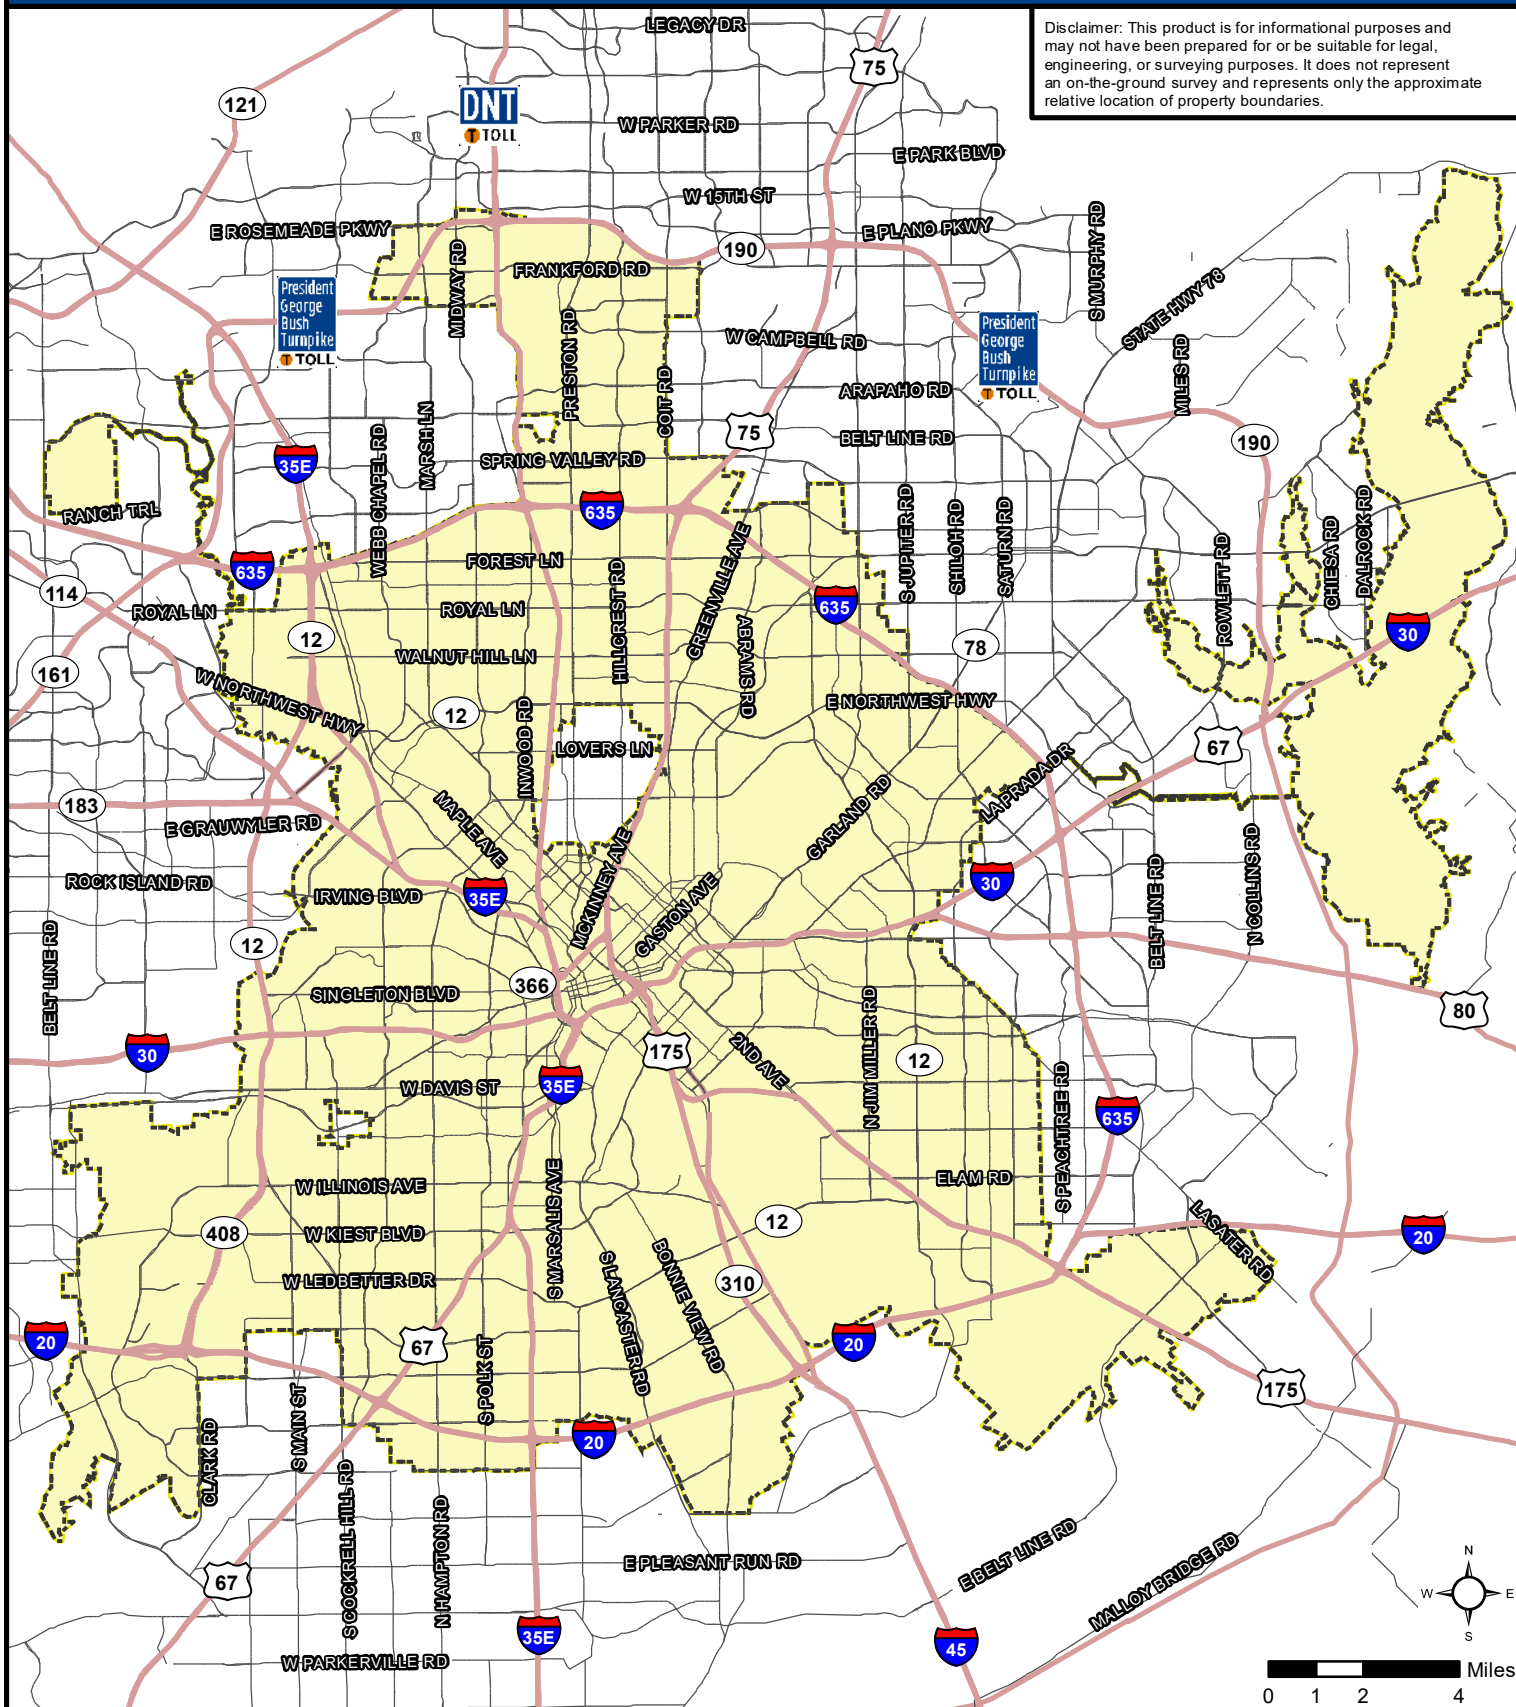 Disclaimer: This product is for informational purposes and
may not have been prepared for or be suitable for legal,
engineering, or surveying purposes. It does not represent
an on-the-ground survey and represents only the approximate
relative location of property boundaries.
LEGACY DR
75
121
DNT
T TOLL
W PARKER RD
E PARK BLVD
W 15TH ST
E ROSEMEADE PKWY
E PLANO PKWY
S MURPHY RD
190
MIDWAY RD
FRANKFORD RD
President
George
Bush
Turnpike
T TOLL
STATE HWY 78
PRESTON RD
W CAMPBELL RD
President
George
Bush
Turnpike
T TOLL
MILES RD
COIT RD
ARAPAHO RD
MARSH LN
75
BELT LINE RD
190
WEBB CHAPEL RD
35E
SPRING VALLEY RD
RANCH TRL
635
S JUPITER RD
SHILOH RD
SATURN RD
CHIESA RD
DALROCK RD
635
FOREST LN
HILLCREST RD
GREENVILLE AVE
ROWLETT RD
114
ROYAL LN
ROYAL LN
635
12
ABRAMS RD
78
30
161
WALNUT HILL LN
W NORTHWEST HWY
12
INWOOD RD
E NORTHWEST HWY
LOVERS LN
67
LA PRADA DR
183
E GRAUWYLER RD
MAPLE AVE
GARLAND RD
ROCK ISLAND RD
IRVING BLVD
35E
MCKINNEY AVE
GASTON AVE
30
BELT LINE RD
N COLLINS RD
12
BELT LINE RD
366
SINGLETON BLVD
80
30
175
2ND AVE
N JIM MILLER RD
12
W DAVIS ST
35E
S PEACHTREE RD
635
W ILLINOIS AVE
S MARSALIS AVE
ELAM RD
408
W KIEST BLVD
12
LASATER RD
20
W LEDBETTER DR
S LANCASTER RD
BONNIE VIEW RD
310
20
67
S POLK ST
20
175
S MAIN ST
CLARK RD
20
S COCKRELL HILL RD
N HAMPTON RD
E PLEASANT RUN RD
E BELT LINE RD
MALLOY BRIDGE RD
67
35E
45
W PARKERVILLE RD
N
W
E
S
Miles
0 1 2 4